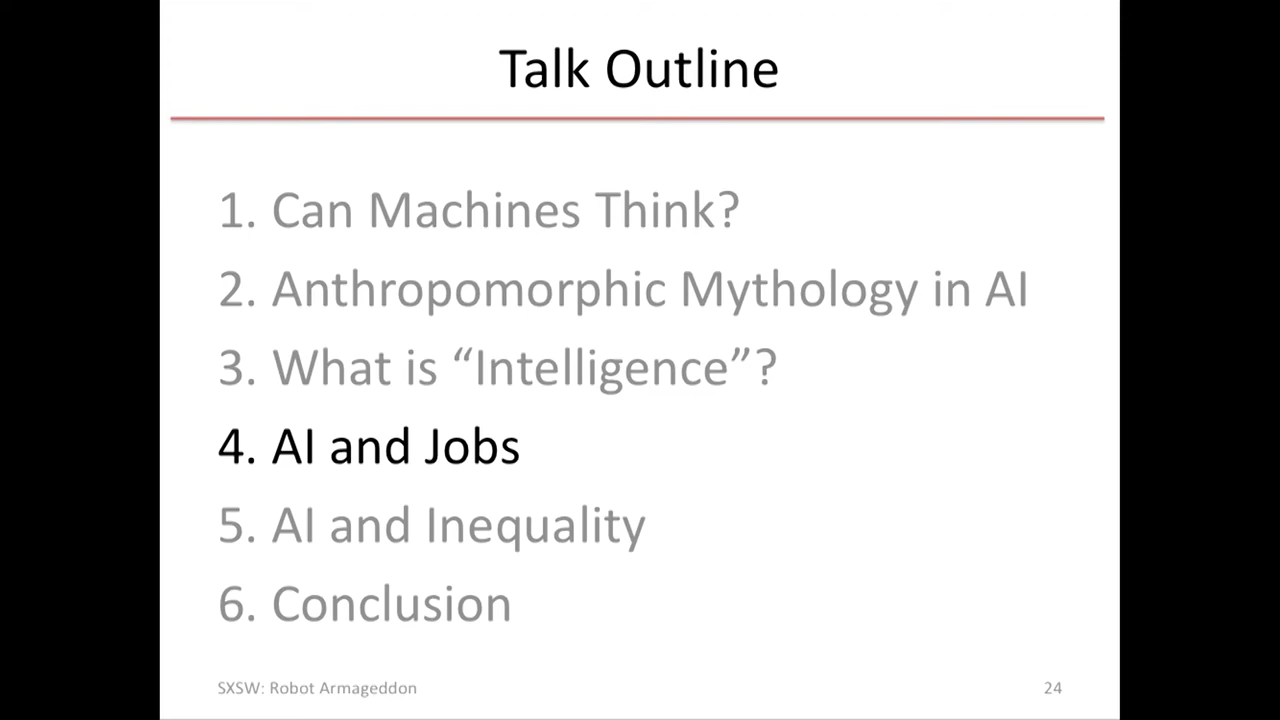 Talk Outline
1. Can Machines Think?
2. Anthropomorphic Mythology in AI
3. What is “Intelligence”?
4. AI and Jobs
5. AI and Inequality
6. Conclusion
SXSW: Robot Armageddon
24